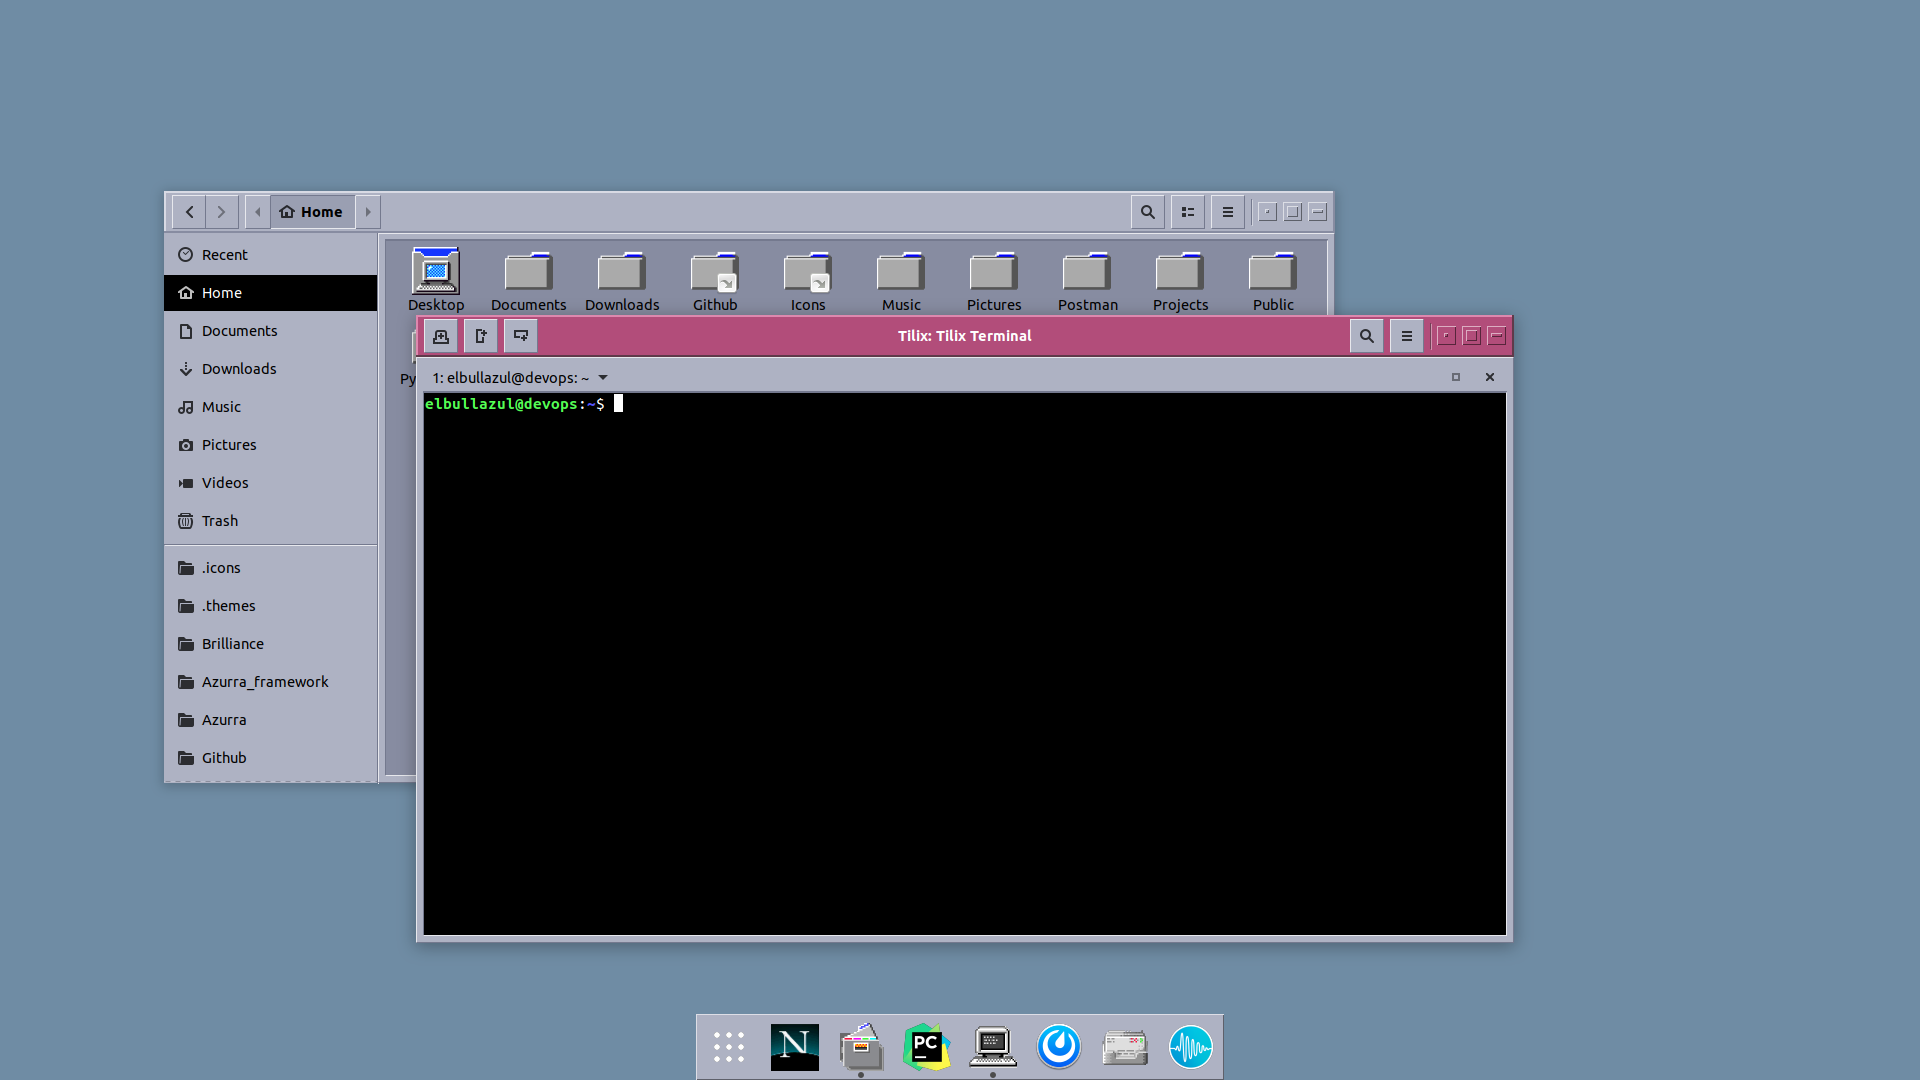 Home
Recent
Home
Documents
Downloads
Music
Pictures
Videos
Trash
.icons
.themes
Brilliance
Azurra_framework
Azurra
Github
Desktop
Documents
Downloads
Github
Icons
Music
Pictures
Postman
Projects
Public
Py
Tilix: Tilix Terminal
1: elbullazul@devops: ~
elbullazul@devops:~$
N
PC